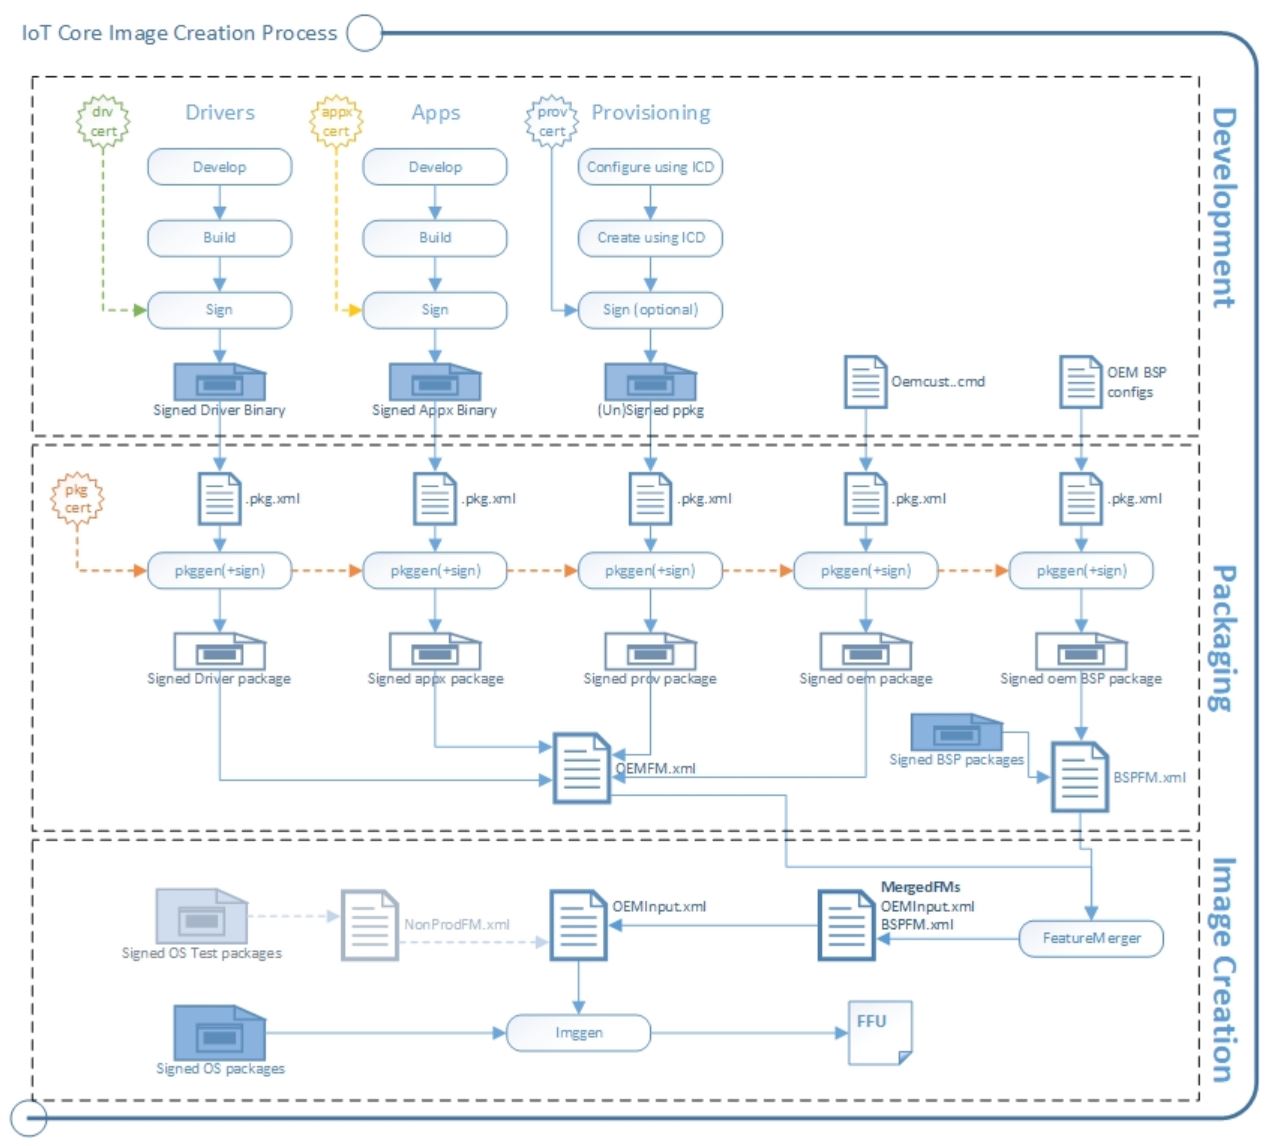 IoT Core Image Creation Process
Development
drv
cert
Drivers
appx
cert
Apps
prov
cert
Provisioning
Develop
Develop
Configure using ICD
Build
Build
Create using ICD
Sign
Sign
Sign (optional)
Signed Driver Binary
Signed Appx Binary
(Un)Signed ppkg
Oemcust..cmd
OEM BSP
configs
Packaging
pkg
cert
.pkg.xml
.pkg.xml
.pkg.xml
.pkg.xml
.pkg.xml
pkggen(+sign)
pkggen(+sign)
pkggen(+sign)
pkggen(+sign)
pkggen(+sign)
Signed Driver package
Signed appx package
Signed prov package
Signed oem package
Signed oem BSP package
Signed BSP packages
OEMFM.xml
BSPFM.xml
Image Creation
Signed OS Test packages
NonProdFM.xml
OEMInput.xml
MergedFMs
OEMInput.xml
BSPFM.xml
FeatureMerger
Signed OS packages
Imggen
FFU